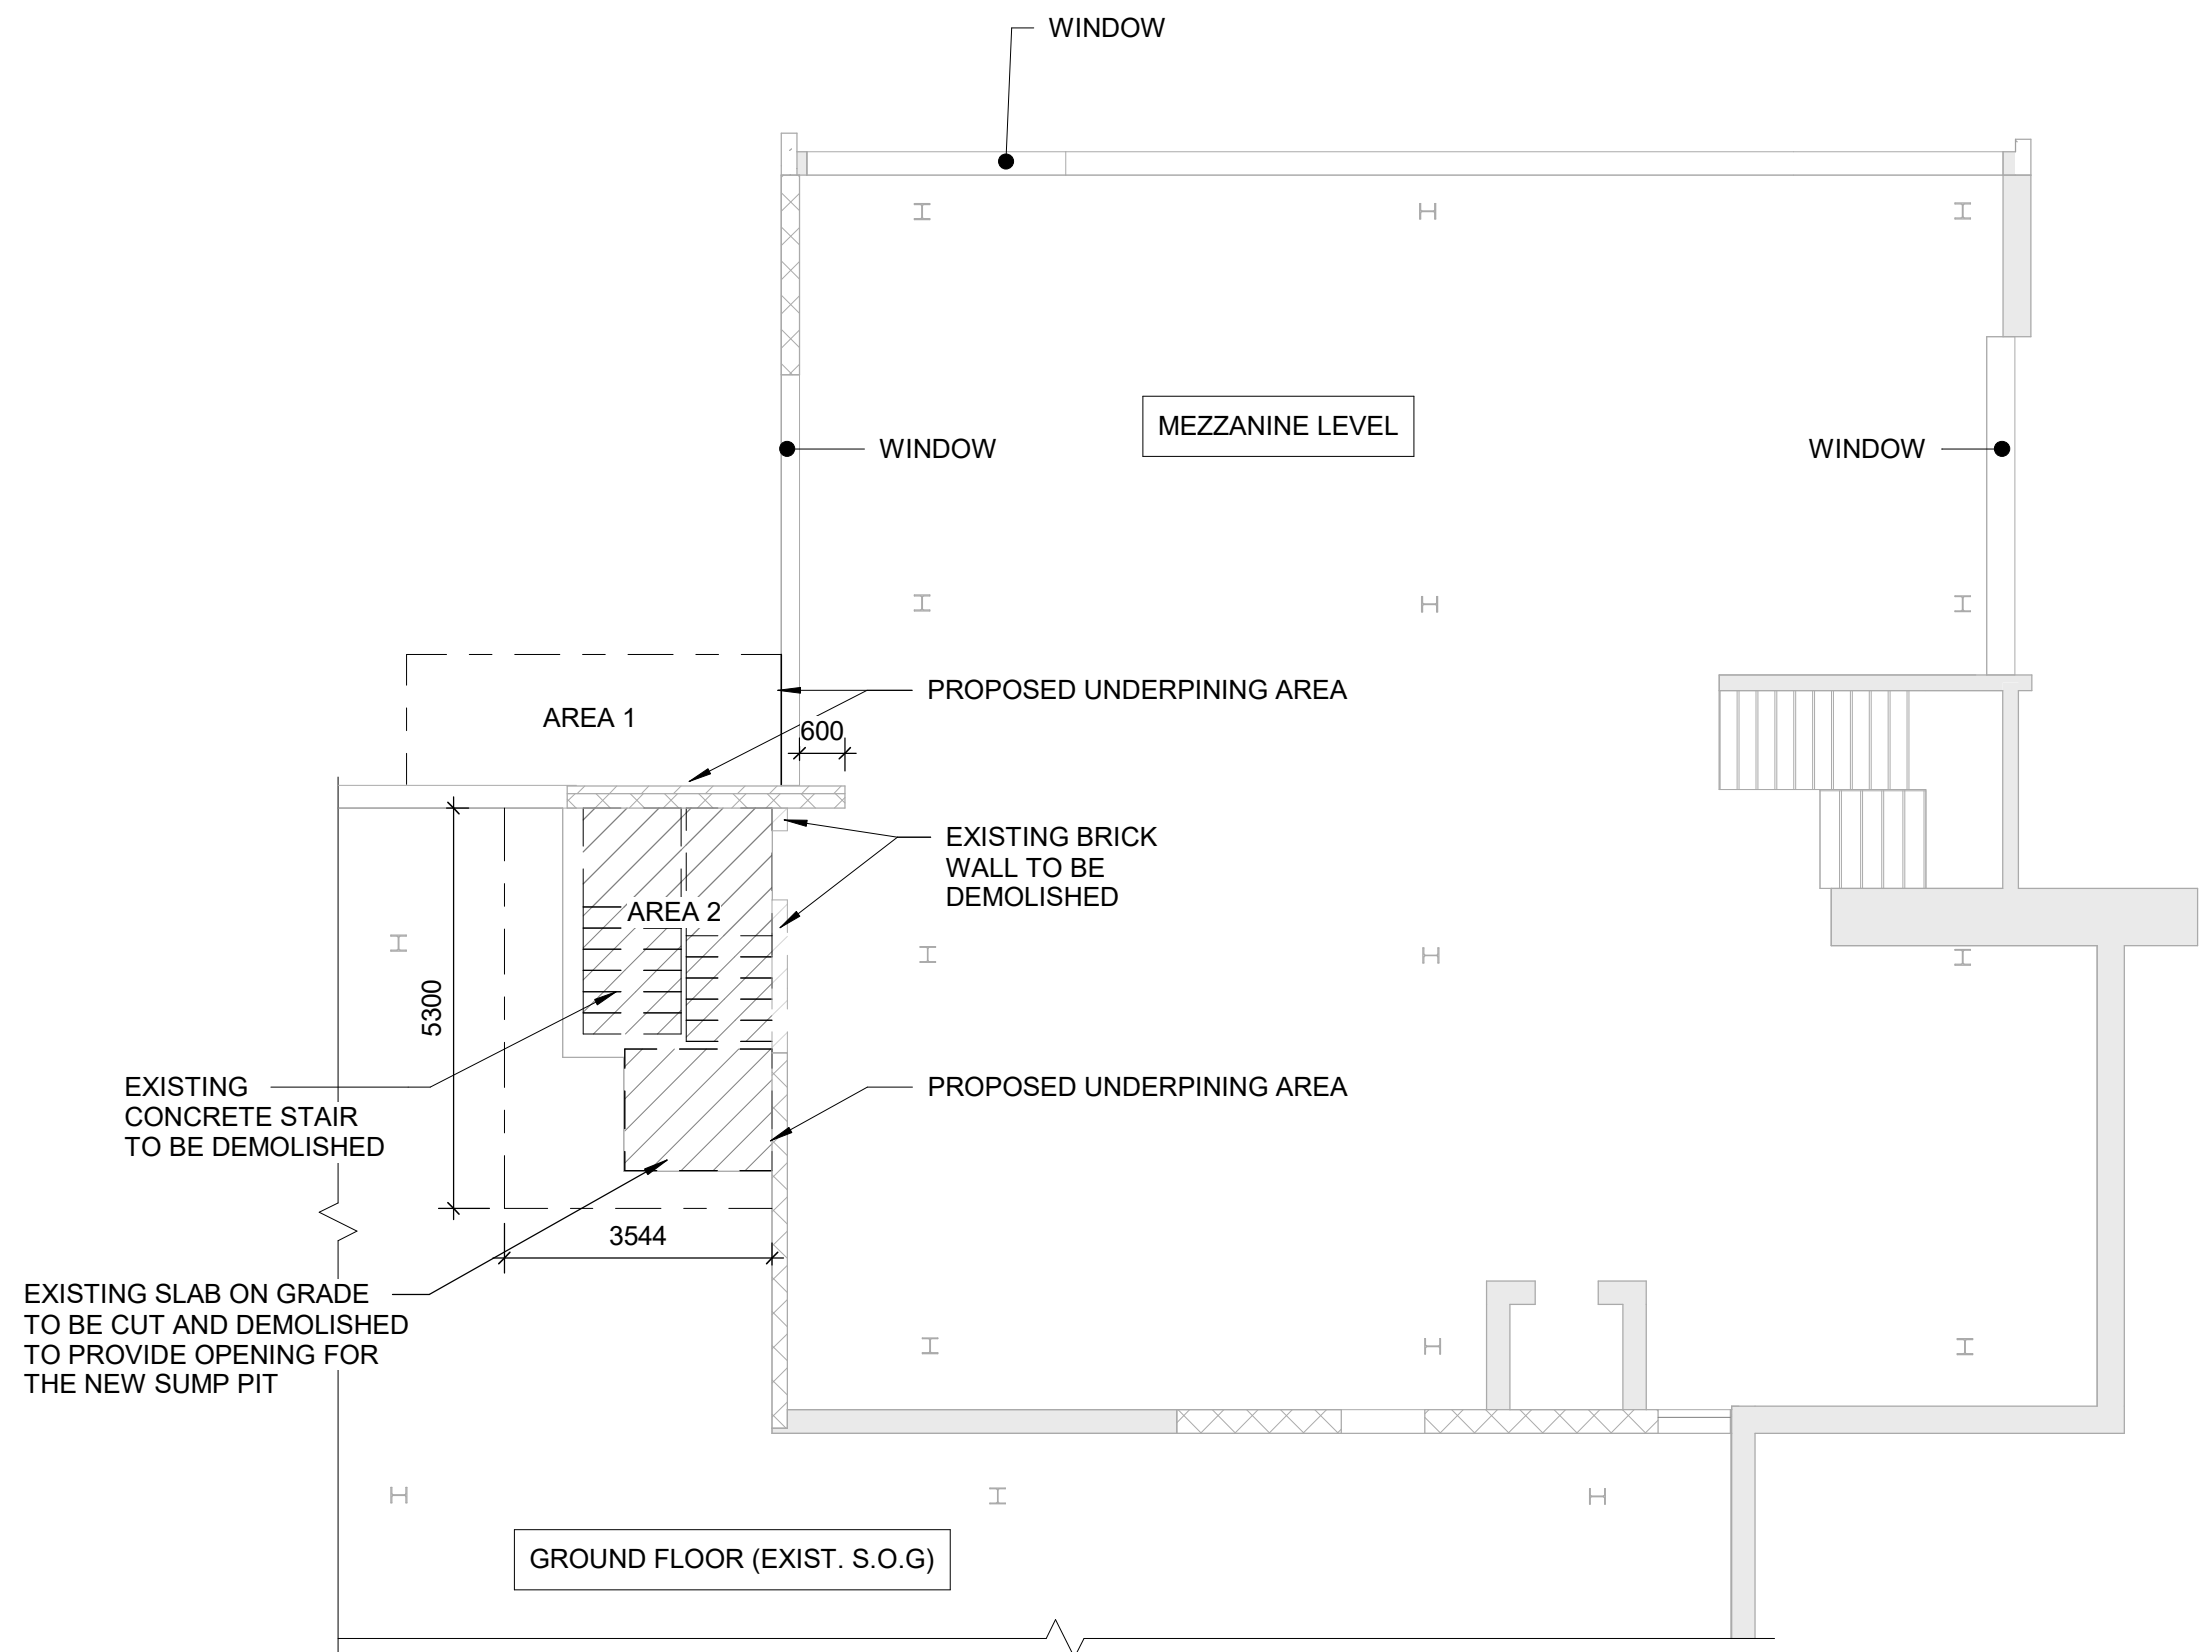 WINDOW
MEZZANINE LEVEL
WINDOW
WINDOW
PROPOSED UNDERPINING AREA
AREA 1
600
EXISTING BRICK
WALL TO BE
DEMOLISHED
AREA 2
5300
EXISTING
CONCRETE STAIR
TO BE DEMOLISHED
PROPOSED UNDERPINING AREA
3544
EXISTING SLAB ON GRADE
TO BE CUT AND DEMOLISHED
TO PROVIDE OPENING FOR
THE NEW SUMP PIT
GROUND FLOOR (EXIST. S.O.G)